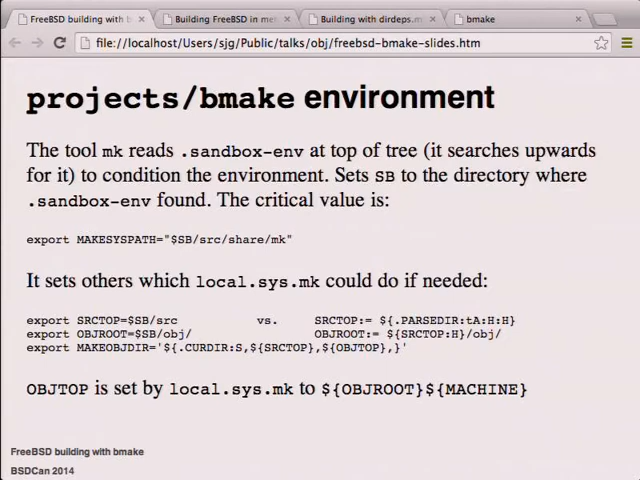 FreeBSD building with b
Building FreeBSD in me
Building with dirdeps.m
bmake
file://localhost/Users/sjg/Public/talks/obj/freebsd-bmake-slides.htm
projects/bmake environment
The tool mk reads .sandbox-env at top of tree (it searches upwards
for it) to condition the environment. Sets SB to the directory where
.sandbox-env found. The critical value is:
export MAKESYSPATH="$SB/src/share/mk"
It sets others which local.sys.mk could do if needed:
export SRCTOP=$SB/src vs. SRCTOP:= ${.PARSEDIR:tA:H:H}
export OBJROOT=$SB/obj/ OBJROOT:= ${SRCTOP:H}/obj/
export MAKEOBJDIR='${.CURDIR:S,${SRCTOP},${OBJTOP},}'
OBJTOP is set by local.sys.mk to ${OBJROOT}${MACHINE}
FreeBSD building with bmake
BSDCan 2014